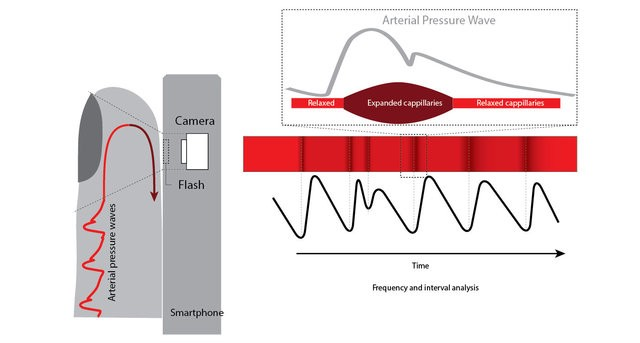 Arterial Pressure Wave
Relaxed
Expanded cappillaries
Relaxed cappillaries
Camera
Flash
Arterial pressure waves
Smartphone
Time
Frequency and interval analysis